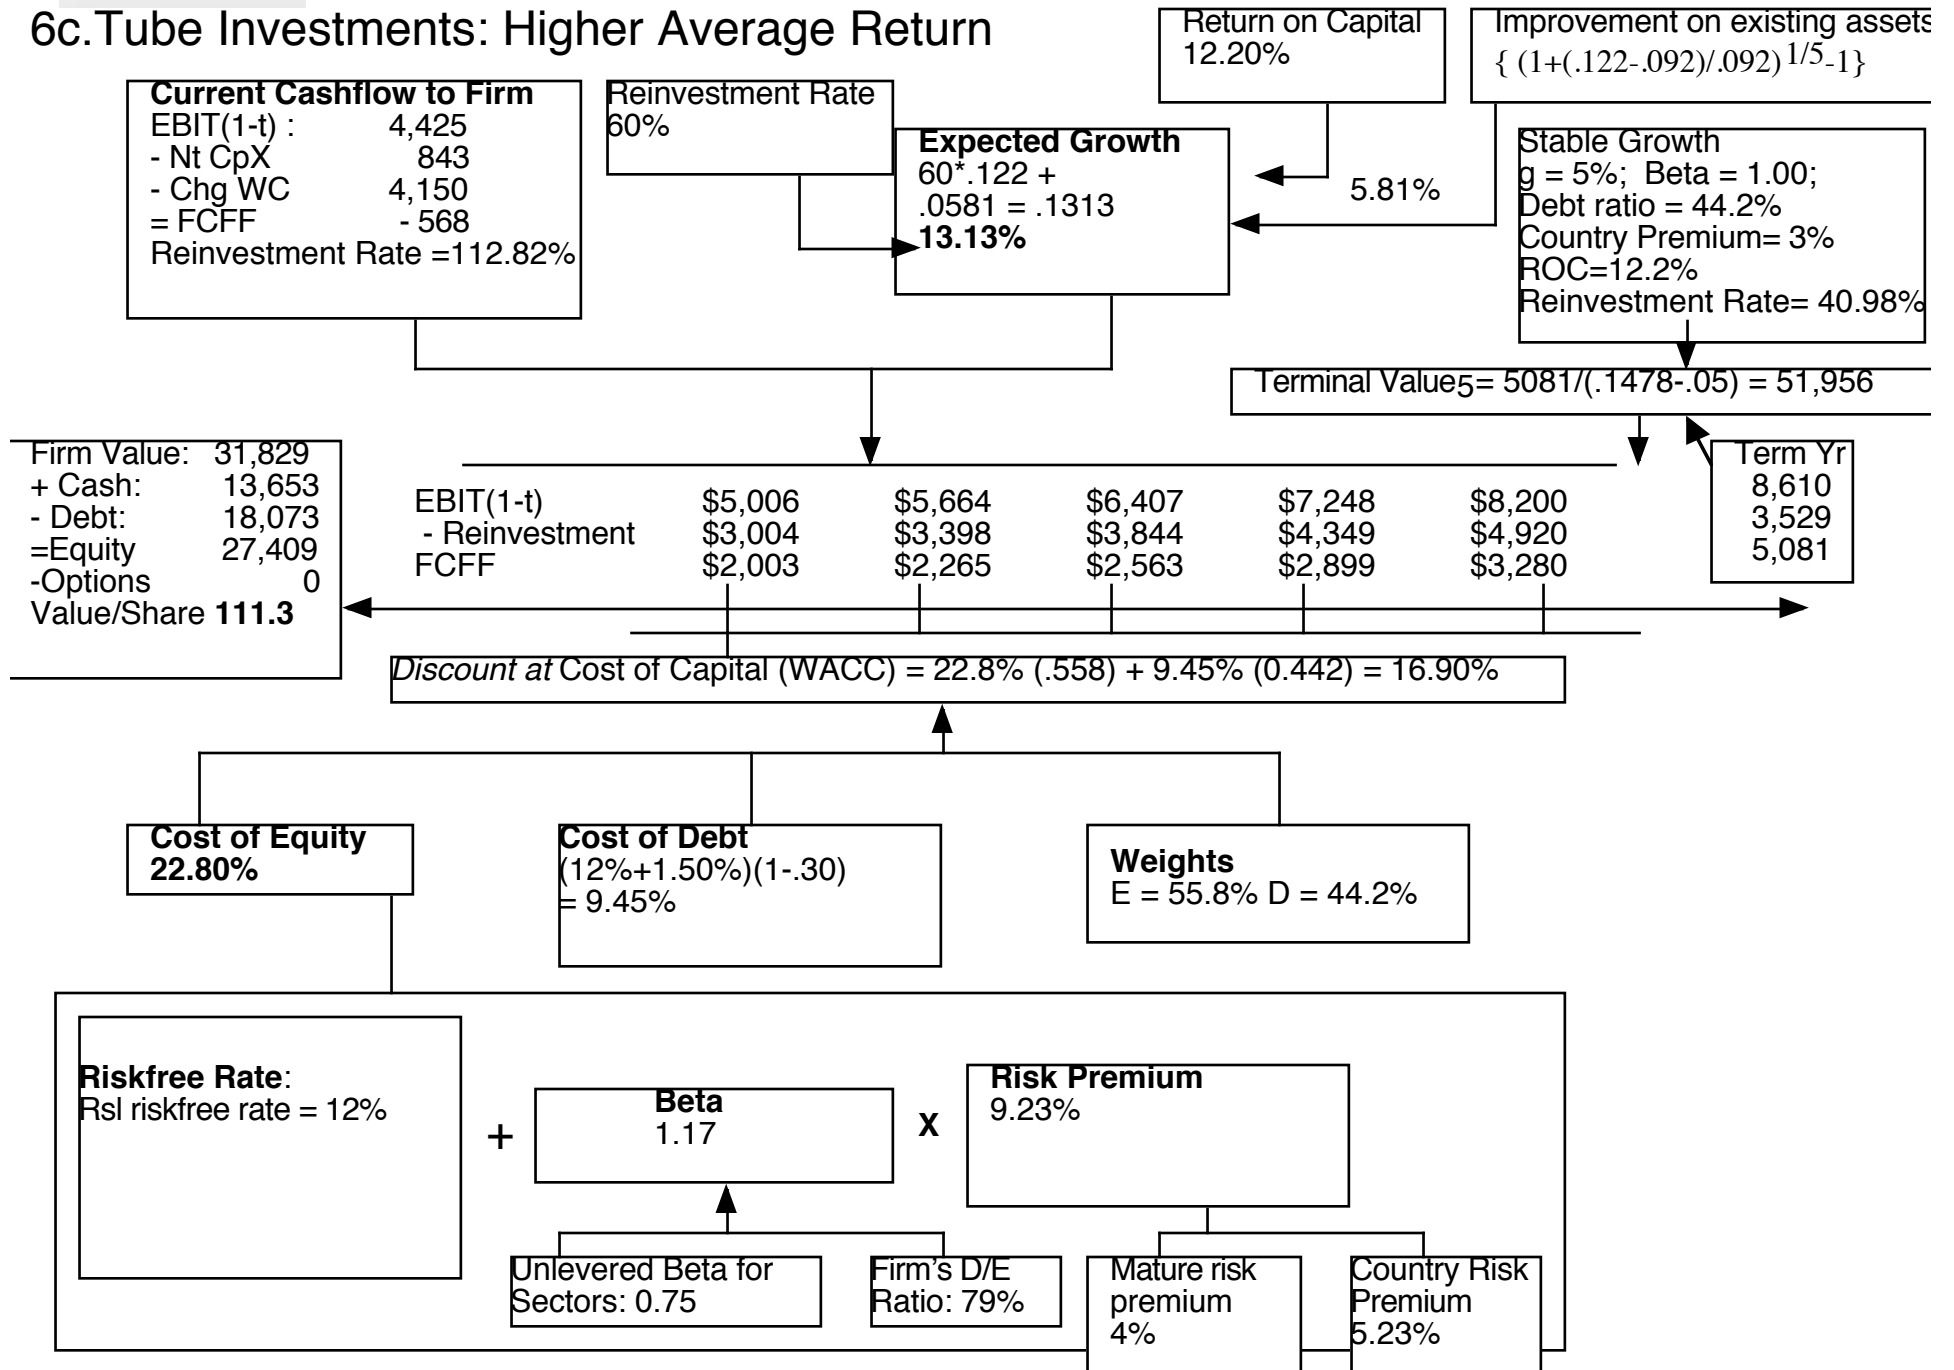 6c.Tube Investments: Higher Average Return
Return on Capital
12.20%
Improvement on existing assets
{ (1+(.122-.092)/.092)1/5-1}
Current Cashflow to Firm
EBIT(1-t) : 4,425
- Nt CpX 843
- Chg WC 4,150
= FCFF - 568
Reinvestment Rate =112.82%
Reinvestment Rate
60%
Expected Growth
60*.122 +
.0581 = .1313
13.13%
5.81%
Stable Growth
g = 5%; Beta = 1.00;
Debt ratio = 44.2%
Country Premium= 3%
ROC=12.2%
Reinvestment Rate= 40.98%
Terminal Value5= 5081/(.1478-.05) = 51,956
Firm Value: 31,829
+ Cash: 13,653
- Debt: 18,073
=Equity 27,409
-Options 0
Value/Share 111.3
EBIT(1-t) $5,006 $5,664 $6,407 $7,248 $8,200
- Reinvestment $3,004 $3,398 $3,844 $4,349 $4,920
FCFF $2,003 $2,265 $2,563 $2,899 $3,280
Term Yr
8,610
3,529
5,081
Discount at Cost of Capital (WACC) = 22.8% (.558) + 9.45% (0.442) = 16.90%
Cost of Equity
22.80%
Cost of Debt
(12%+1.50%)(1-.30)
= 9.45%
Weights
E = 55.8% D = 44.2%
Riskfree Rate:
Rsl riskfree rate = 12%
+
Beta
1.17
X
Risk Premium
9.23%
Unlevered Beta for
Sectors: 0.75
Firm's D/E
Ratio: 79%
Mature risk
premium
4%
Country Risk
Premium
5.23%